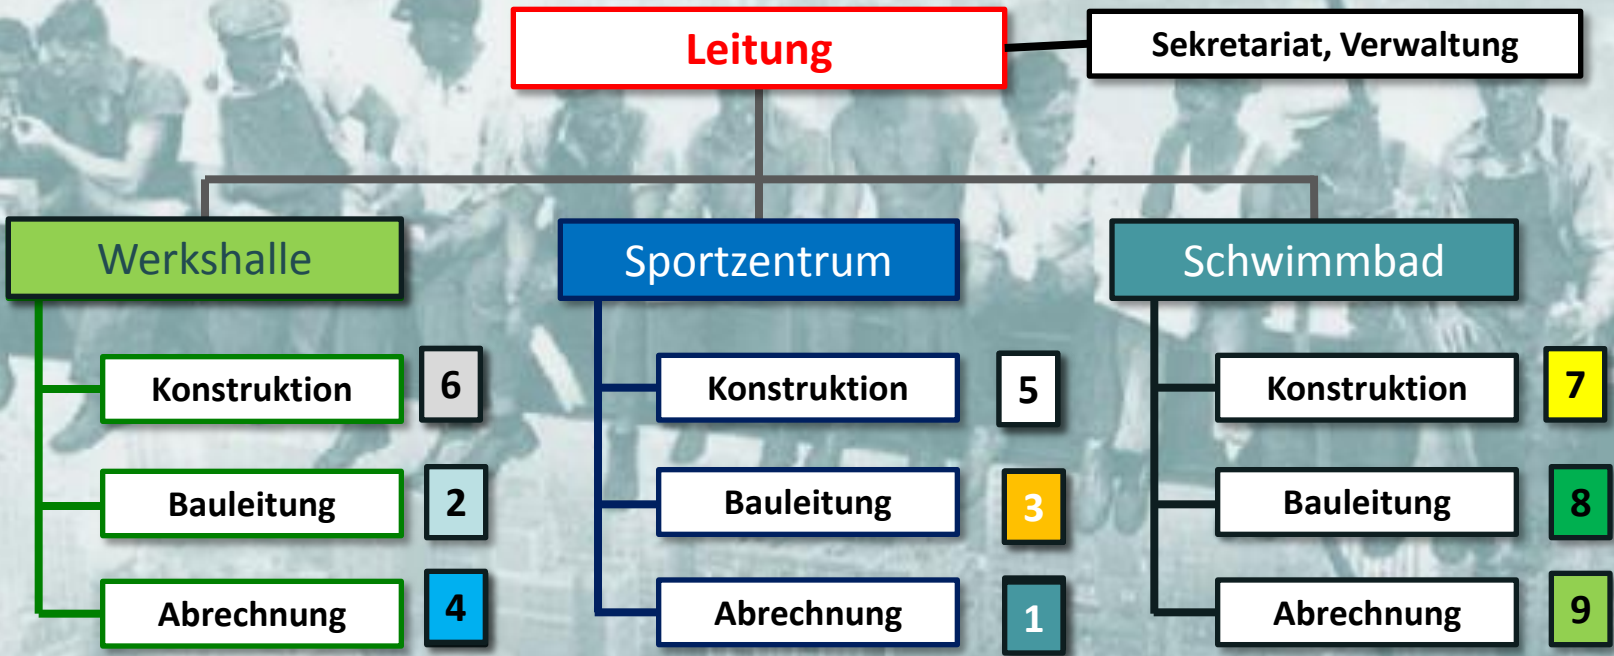 Leitung
Sekretariat, Verwaltung
Werkshalle
Sportzentrum
Schwimmbad
Konstruktion 6
Konstruktion 5
Konstruktion 7
Bauleitung 2
Bauleitung 3
Bauleitung 8
Abrechnung 4
Abrechnung 1
Abrechnung 9